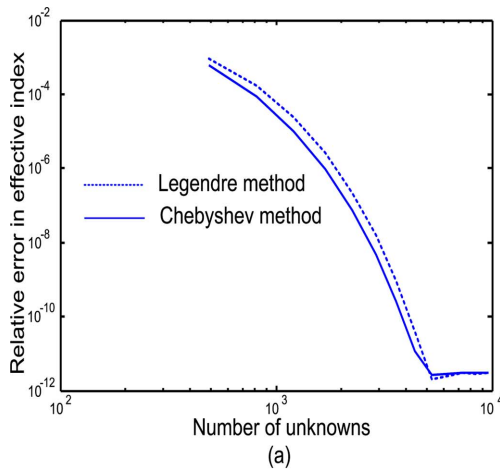 Relative error in effective index
10^-2
10^-4
10^-6
10^-8
10^-10
10^-12
Legendre method
Chebyshev method
10^2
10^3
10^4
Number of unknowns
(a)